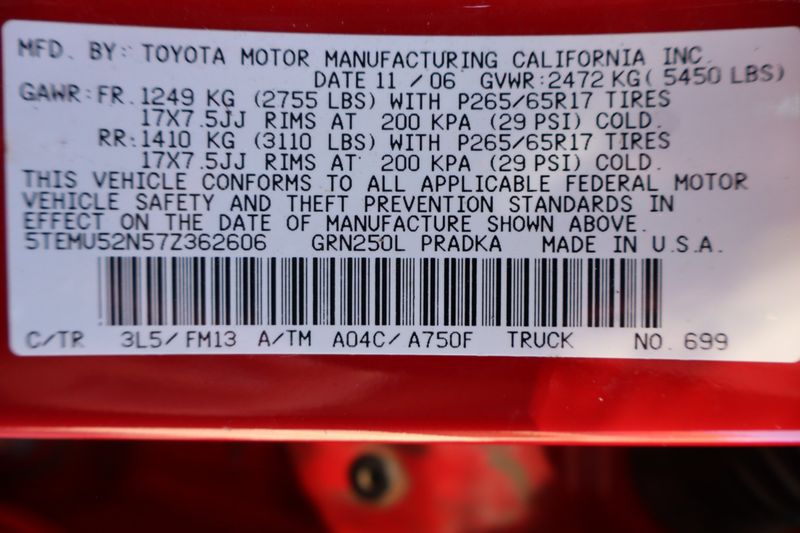 MFD. BY: TOYOTA MOTOR MANUFACTURING CALIFORNIA INC.
DATE 11 / 06 GVWR: 2472 KG ( 5450 LBS)
GAWR: FR. 1249 KG (2755 LBS) WITH P265/65R17 TIRES
17X7.5JJ RIMS AT 200 KPA (29 PSI) COLD.
RR: 1410 KG (3110 LBS) WITH P265/65R17 TIRES
17X7.5JJ RIMS AT 200 KPA (29 PSI) COLD.
THIS VEHICLE CONFORMS TO ALL APPLICABLE FEDERAL MOTOR
VEHICLE SAFETY AND THEFT PREVENTION STANDARDS IN
EFFECT ON THE DATE OF MANUFACTURE SHOWN ABOVE.
5TEMU52N57Z362606 GRN250L PRADKA MADE IN U.S.A.
C/TR 3L5/ FM13 A/TM A04C/ A750F TRUCK NO. 699